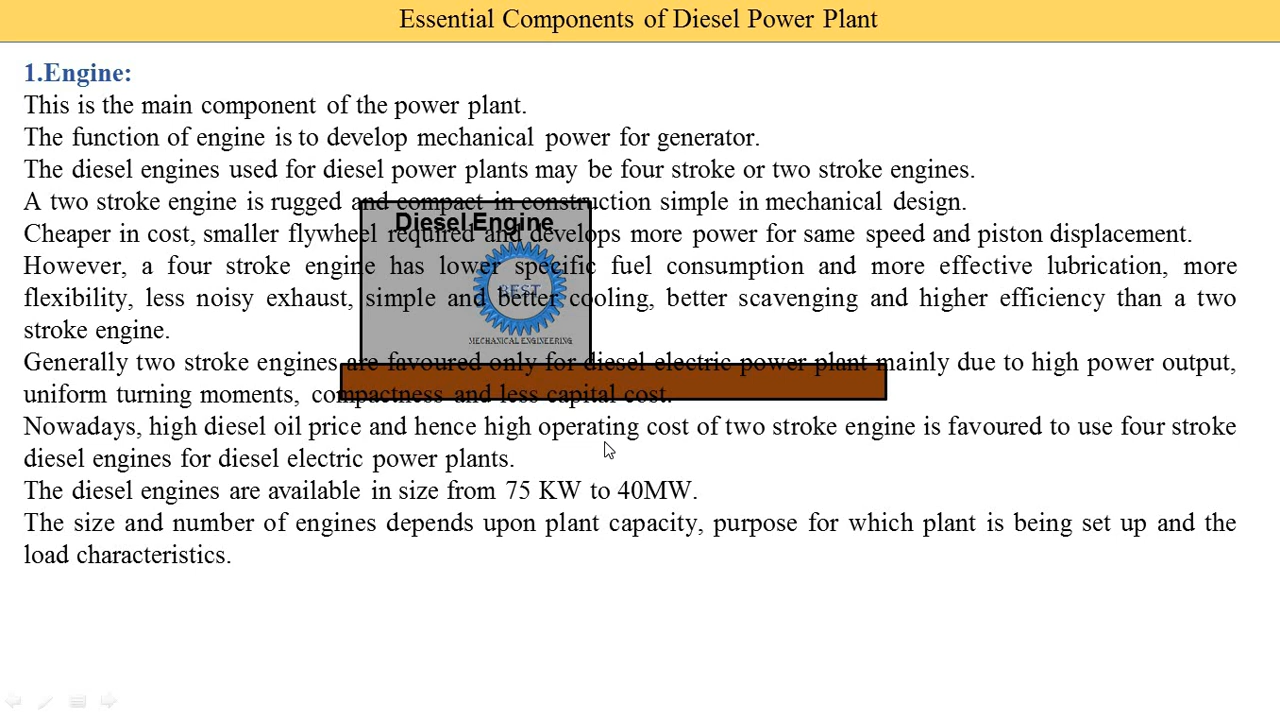 Essential Components of Diesel Power Plant
1.Engine:
This is the main component of the power plant.
The function of engine is to develop mechanical power for generator.
The diesel engines used for diesel power plants may be four stroke or two stroke engines.
A two stroke engine is rugged and compact in construction simple in mechanical design.
Diesel Engine
Cheaper in cost, smaller flywheel required and develops more power for same speed and piston displacement.
However, a four stroke engine has lower specific fuel consumption and more effective lubrication, more
BEST
flexibility, less noisy exhaust, simple and better cooling, better scavenging and higher efficiency than a two
stroke engine.
MECHANICAL ENGINEERING
Generally two stroke engines are favoured only for diesel electric power plant mainly due to high power output,
uniform turning moments, compactness and less capital cost.
Nowadays, high diesel oil price and hence high operating cost of two stroke engine is favoured to use four stroke
diesel engines for diesel electric power plants.
The diesel engines are available in size from 75 KW to 40MW.
The size and number of engines depends upon plant capacity, purpose for which plant is being set up and the
load characteristics.